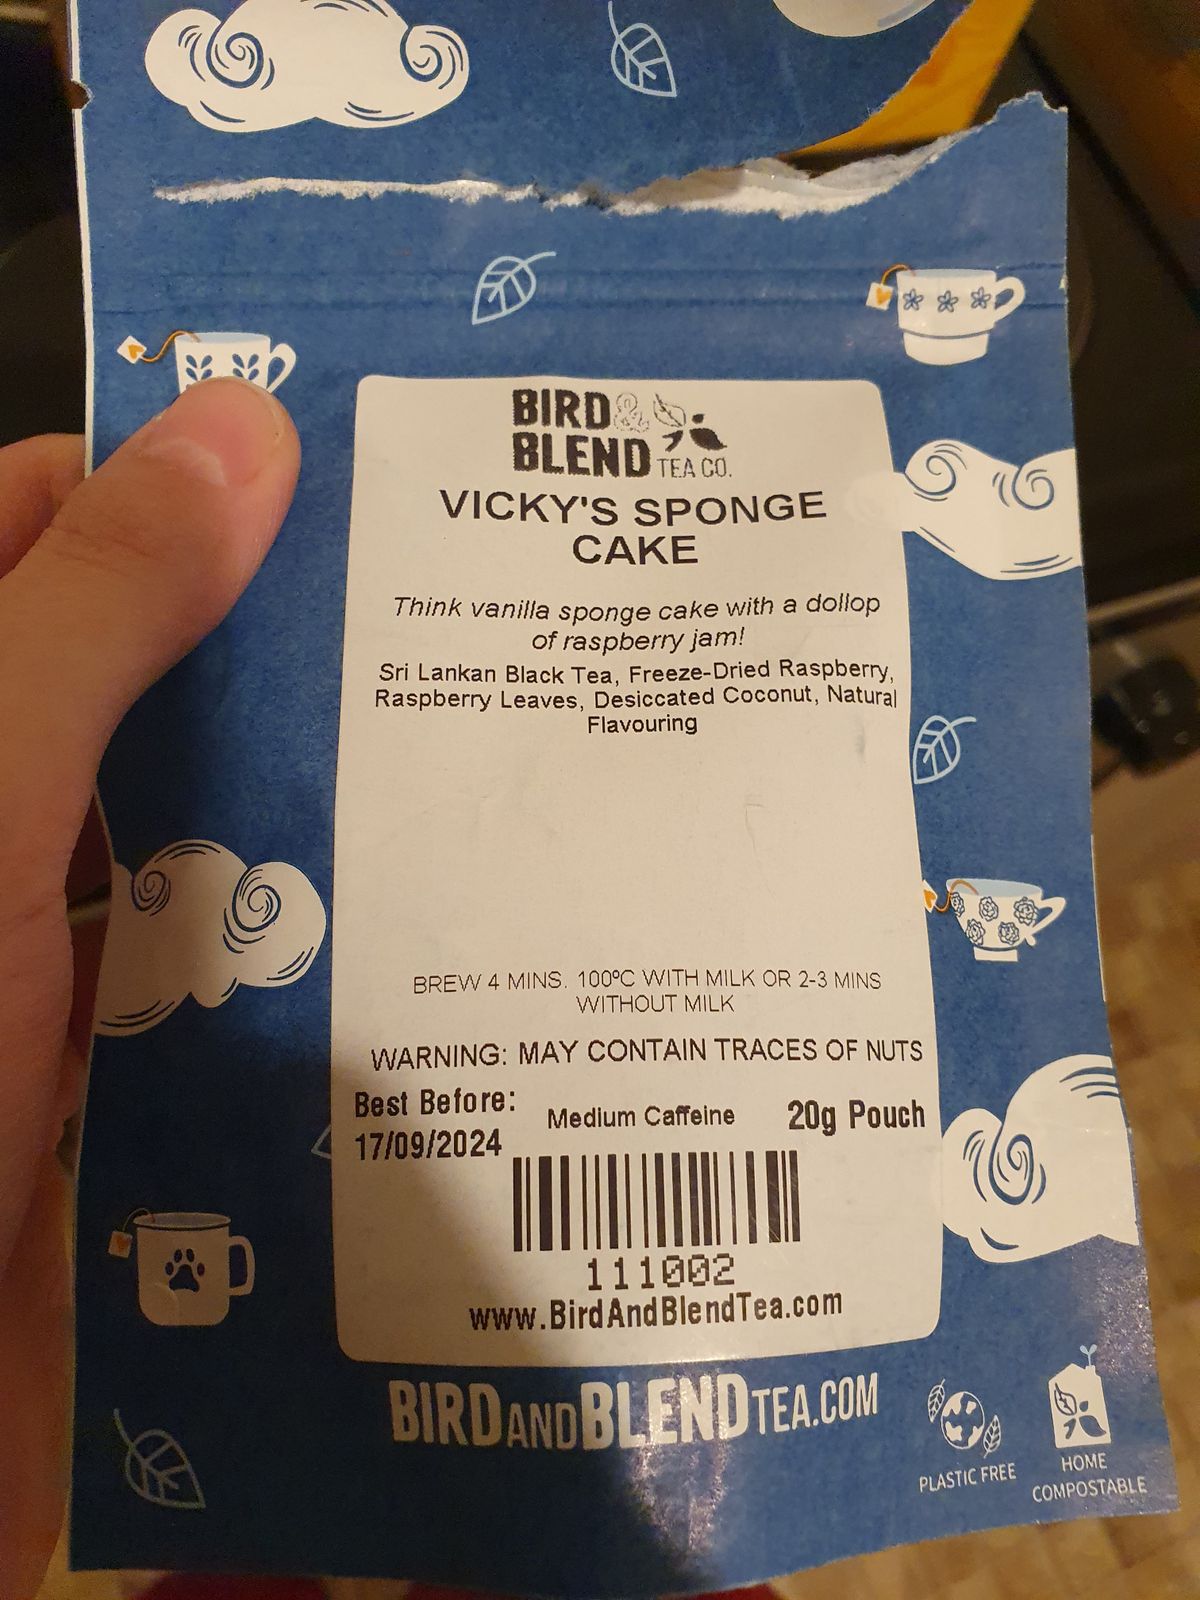 BIRD &
BLEND TEA CO.
VICKY'S SPONGE
CAKE
Think vanilla sponge cake with a dollop
of raspberry jam!
Sri Lankan Black Tea, Freeze-Dried Raspberry,
Raspberry Leaves, Desiccated Coconut, Natural
Flavouring
BREW 4 MINS. 100ºC WITH MILK OR 2-3 MINS
WITHOUT MILK
WARNING: MAY CONTAIN TRACES OF NUTS
Best Before:
17/09/2024
Medium Caffeine
20g Pouch
111002
www.BirdAndBlendTea.com
BIRDANDBLENDTEA.COM
PLASTIC FREE
HOME
COMPOSTABLE